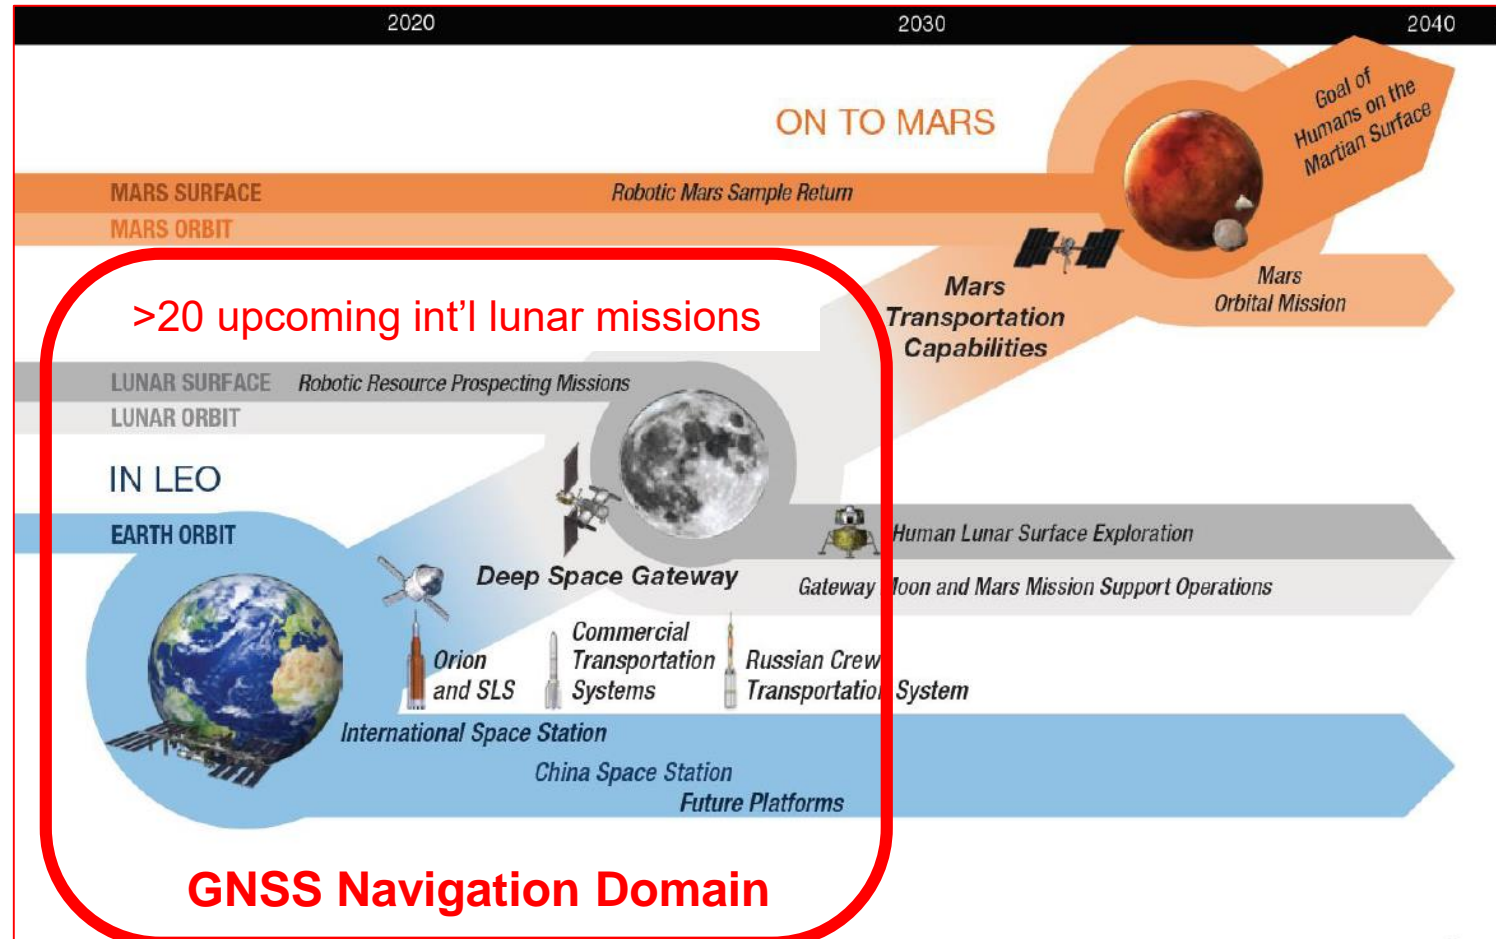 2020
2030
2040
Goal of
Humans on the
Martian Surface
ON TO MARS
MARS SURFACE
Robotic Mars Sample Return
MARS ORBIT
Mars
Transportation
Capabilities
Mars
Orbital Mission
>20 upcoming int'l lunar missions
LUNAR SURFACE
Robotic Resource Prospecting Missions
LUNAR ORBIT
IN LEO
EARTH ORBIT
Human Lunar Surface Exploration
Deep Space Gateway
Gateway Moon and Mars Mission Support Operations
Orion
and SLS
Commercial
Transportation
Systems
Russian Crew
Transportation System
International Space Station
China Space Station
Future Platforms
GNSS Navigation Domain